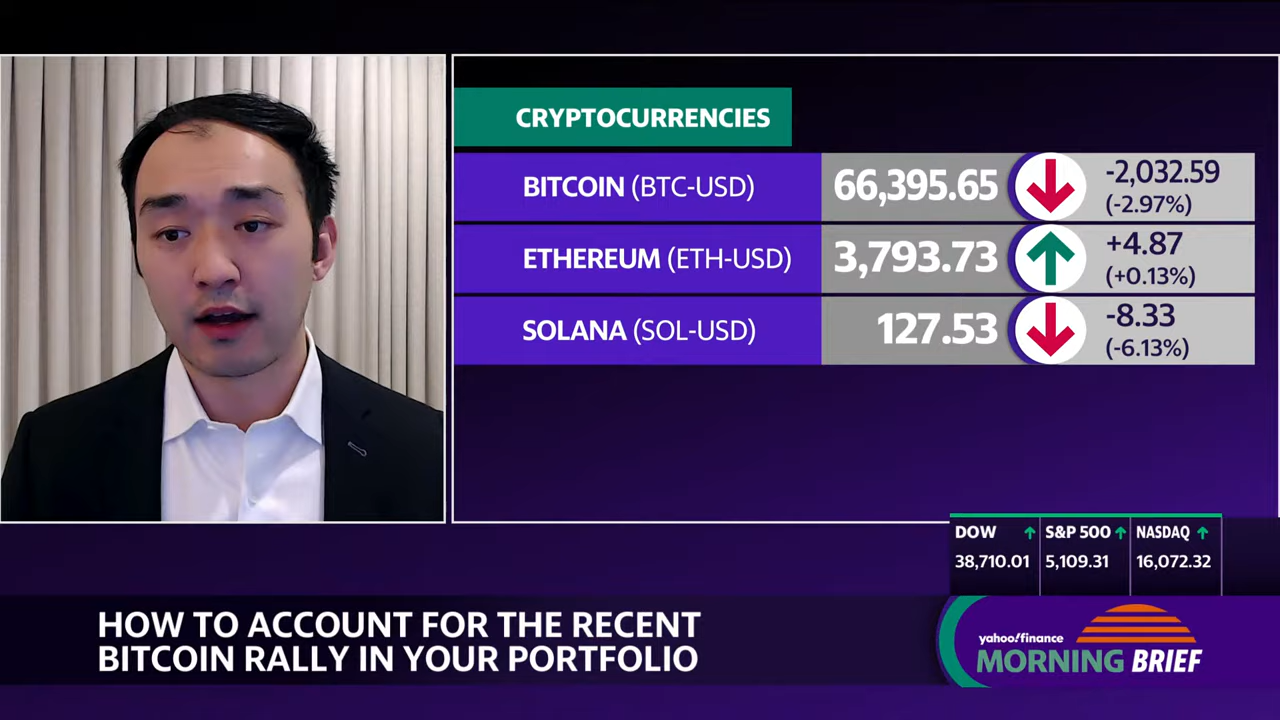 CRYPTOCURRENCIES
BITCOIN (BTC-USD) 66,395.65 -2,032.59 (-2.97%)
ETHEREUM (ETH-USD) 3,793.73 +4.87 (+0.13%)
SOLANA (SOL-USD) 127.53 -8.33 (-6.13%)
DOW S&P 500 NASDAQ
38,710.01 5,109.31 16,072.32
HOW TO ACCOUNT FOR THE RECENT
BITCOIN RALLY IN YOUR PORTFOLIO
yahoo!finance
MORNING BRIEF